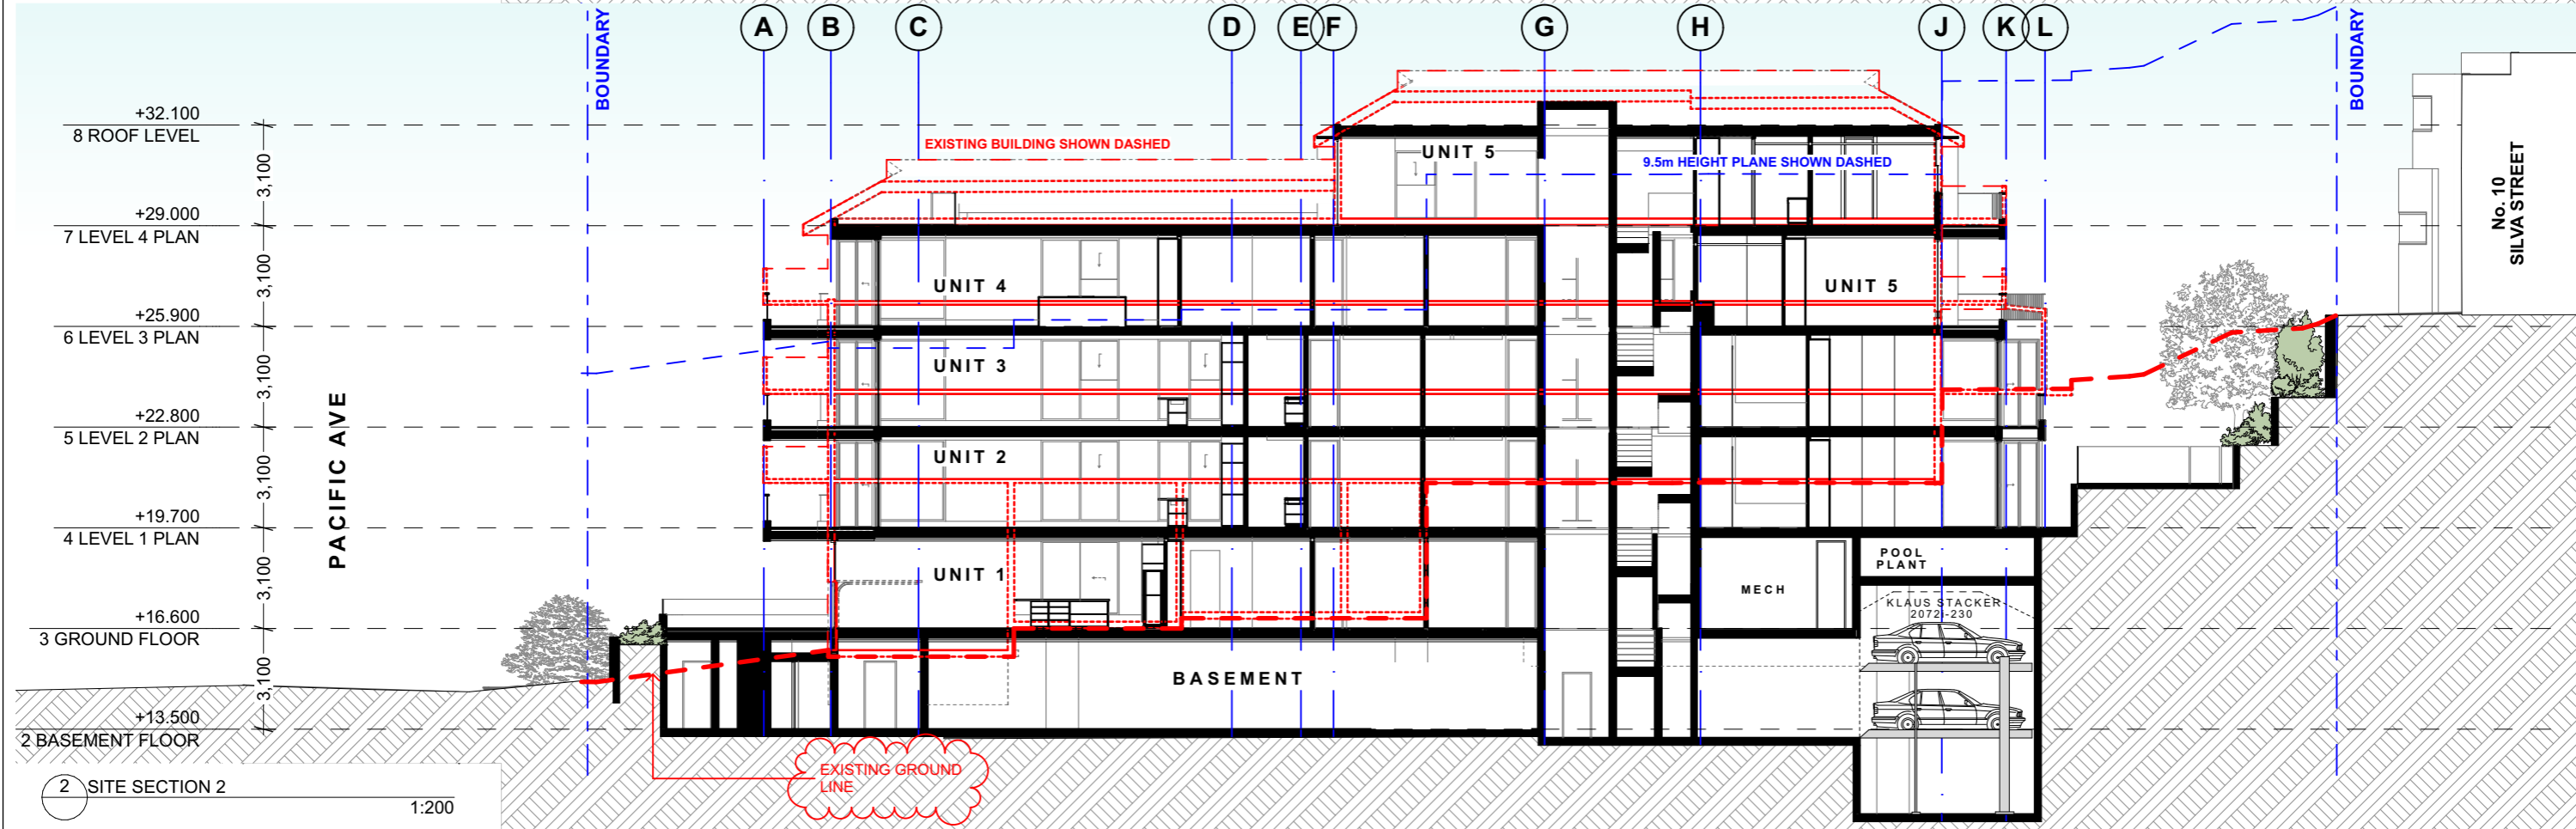 A B C D E F G H J K L
BOUNDARY
BOUNDARY
+32.100
8 ROOF LEVEL
3,100
EXISTING BUILDING SHOWN DASHED
UNIT 5
9.5m HEIGHT PLANE SHOWN DASHED
No. 10
SILVA STREET
+29.000
7 LEVEL 4 PLAN
3,100
UNIT 4
UNIT 5
+25.900
6 LEVEL 3 PLAN
3,100
UNIT 3
PACIFIC AVE
+22.800
5 LEVEL 2 PLAN
3,100
UNIT 2
+19.700
4 LEVEL 1 PLAN
3,100
UNIT 1
POOL
PLANT
MECH
KLAUS STACKER
2072i-230
+16.600
3 GROUND FLOOR
3,100
BASEMENT
+13.500
2 BASEMENT FLOOR
EXISTING GROUND
LINE
2 SITE SECTION 2
1:200